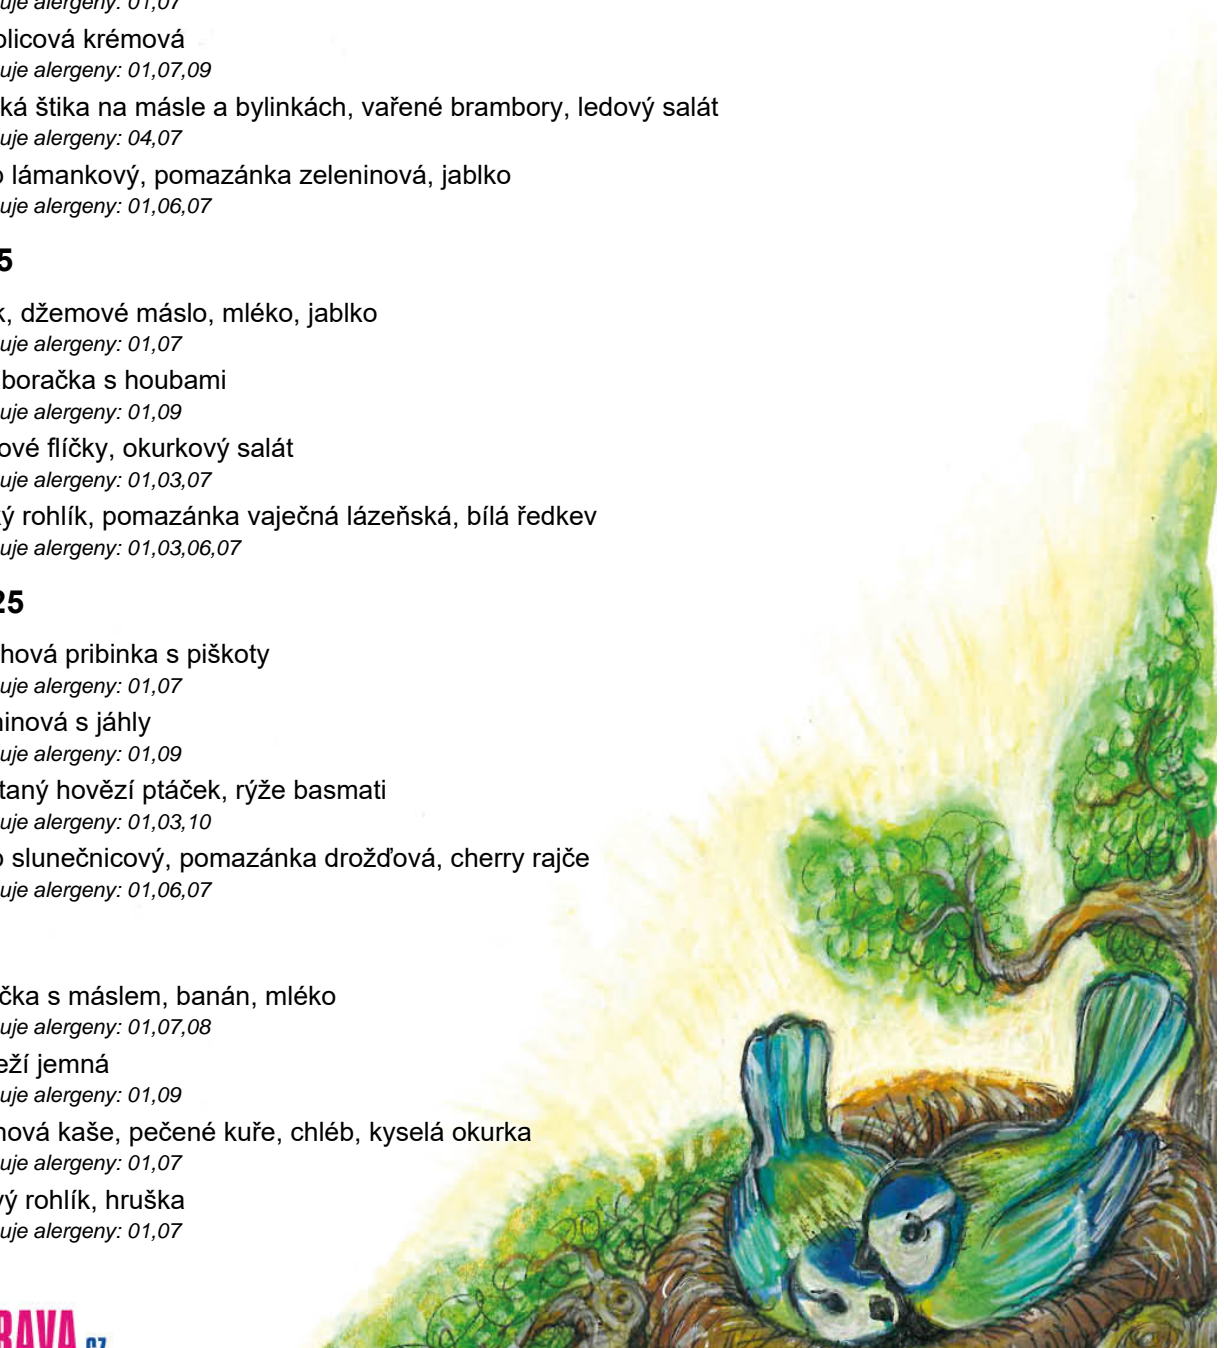 uje alergeny: 01,07
olicová krémová
uje alergeny: 01,07,09
ká štika na másle a bylinkách, vařené brambory, ledový salát
uje alergeny: 04,07
o lámankový, pomazánka zeleninová, jablko
uje alergeny: 01,06,07
5
k, džemové máslo, mléko, jablko
uje alergeny: 01,07
boračka s houbami
uje alergeny: 01,09
ové flíčky, okurkový salát
uje alergeny: 01,03,07
ý rohlík, pomazánka vaječná lázeňská, bílá ředkev
uje alergeny: 01,03,06,07
25
hová pribinka s piškoty
uje alergeny: 01,07
ninová s jáhly
uje alergeny: 01,09
taný hovězí ptáček, rýže basmati
uje alergeny: 01,03,10
o slunečnicový, pomazánka drožďová, cherry rajče
uje alergeny: 01,06,07
čka s máslem, banán, mléko
uje alergeny: 01,07,08
eží jemná
uje alergeny: 01,09
hová kaše, pečené kuře, chléb, kyselá okurka
uje alergeny: 01,07
vý rohlík, hruška
uje alergeny: 01,07
RAVA.cz